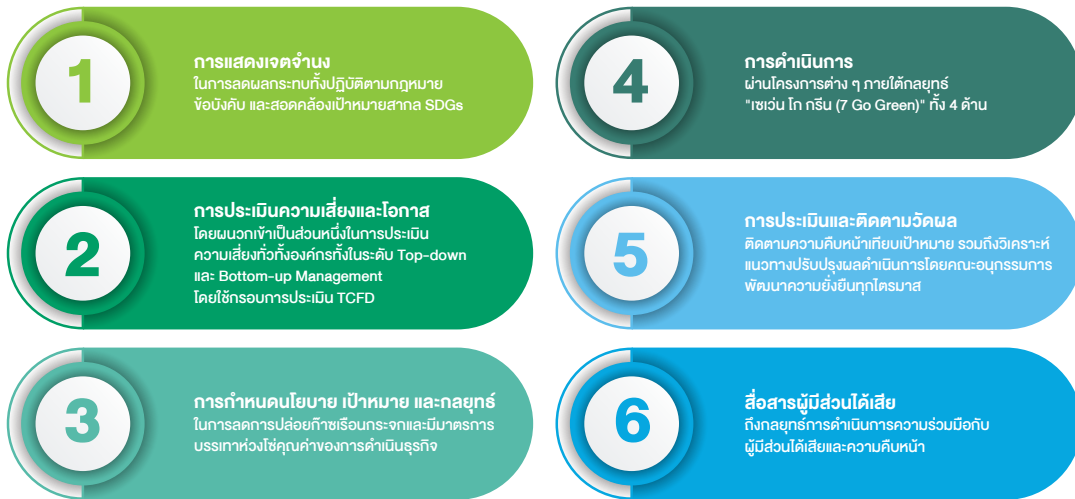 1
การแสดงเจตจำนง
ในการลดผลกระทบทั้งปฏิบัติตามกฎหมาย
ข้อบังคับ และสอดคล้องเป้าหมายสากล SDGs
2
การประเมินความเสี่ยงและโอกาส
โดยผนวกเข้าเป็นส่วนหนึ่งในการประเมิน
ความเสี่ยงทั่วทั้งองค์กรทั้งในระดับ Top-down
และ Bottom-up Management
โดยใช้กรอบการประเมิน TCFD
3
การกำหนดนโยบาย เป้าหมาย และกลยุทธ์
ในการลดการปล่อยก๊าซเรือนกระจกและมีมาตรการ
บรรเทาห่วงโซ่คุณค่าของการดำเนินธุรกิจ
4
การดำเนินการ
ผ่านโครงการต่าง ๆ ภายใต้กลยุทธ์
"เซเว่น โก กรีน (7 Go Green)" ทั้ง 4 ด้าน
5
การประเมินและติดตามวัดผล
ติดตามความคืบหน้าเทียบเป้าหมาย รวมถึงวิเคราะห์
แนวทางปรับปรุงผลดำเนินการโดยคณะอนุกรรมการ
พัฒนาความยั่งยืนทุกไตรมาส
6
สื่อสารผู้มีส่วนได้เสีย
ถึงกลยุทธ์การดำเนินการความร่วมมือกับ
ผู้มีส่วนได้เสียและความคืบหน้า